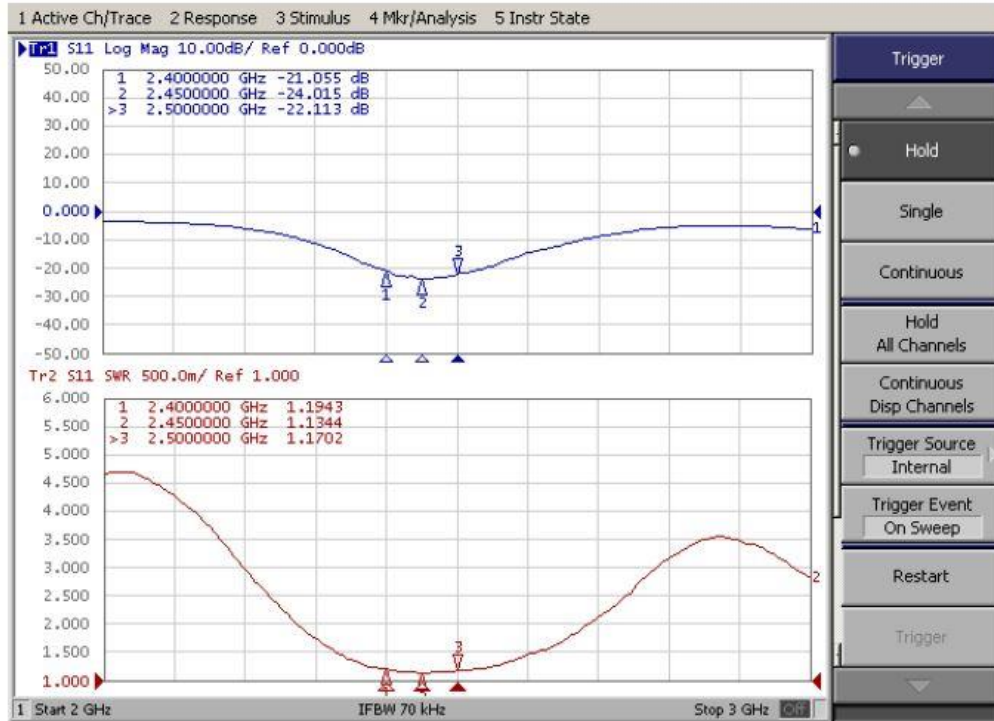 1 Active Ch/Trace 2 Response 3 Stimulus 4 Mkr/Analysis 5 Instr State
Tr1 S11 Log Mag 10.00dB/ Ref 0.000dB
50.00
40.00
30.00
20.00
10.00
0.000
-10.00
-20.00
-30.00
-40.00
-50.00
1 2.4000000 GHz -21.055 dB
2 2.4500000 GHz -24.015 dB
>3 2.5000000 GHz -22.113 dB
3
1
2
1
Tr2 S11 SWR 500.0m/ Ref 1.000
6.000
5.500
5.000
4.500
4.000
3.500
3.000
2.500
2.000
1.500
1.000
1 2.4000000 GHz 1.1943
2 2.4500000 GHz 1.1344
>3 2.5000000 GHz 1.1702
3
2
1 Start 2 GHz IFBW 70 kHz Stop 3 GHz Off
Trigger
Hold
Single
Continuous
Hold
All Channels
Continuous
Disp Channels
Trigger Source
Internal
Trigger Event
On Sweep
Restart
Trigger